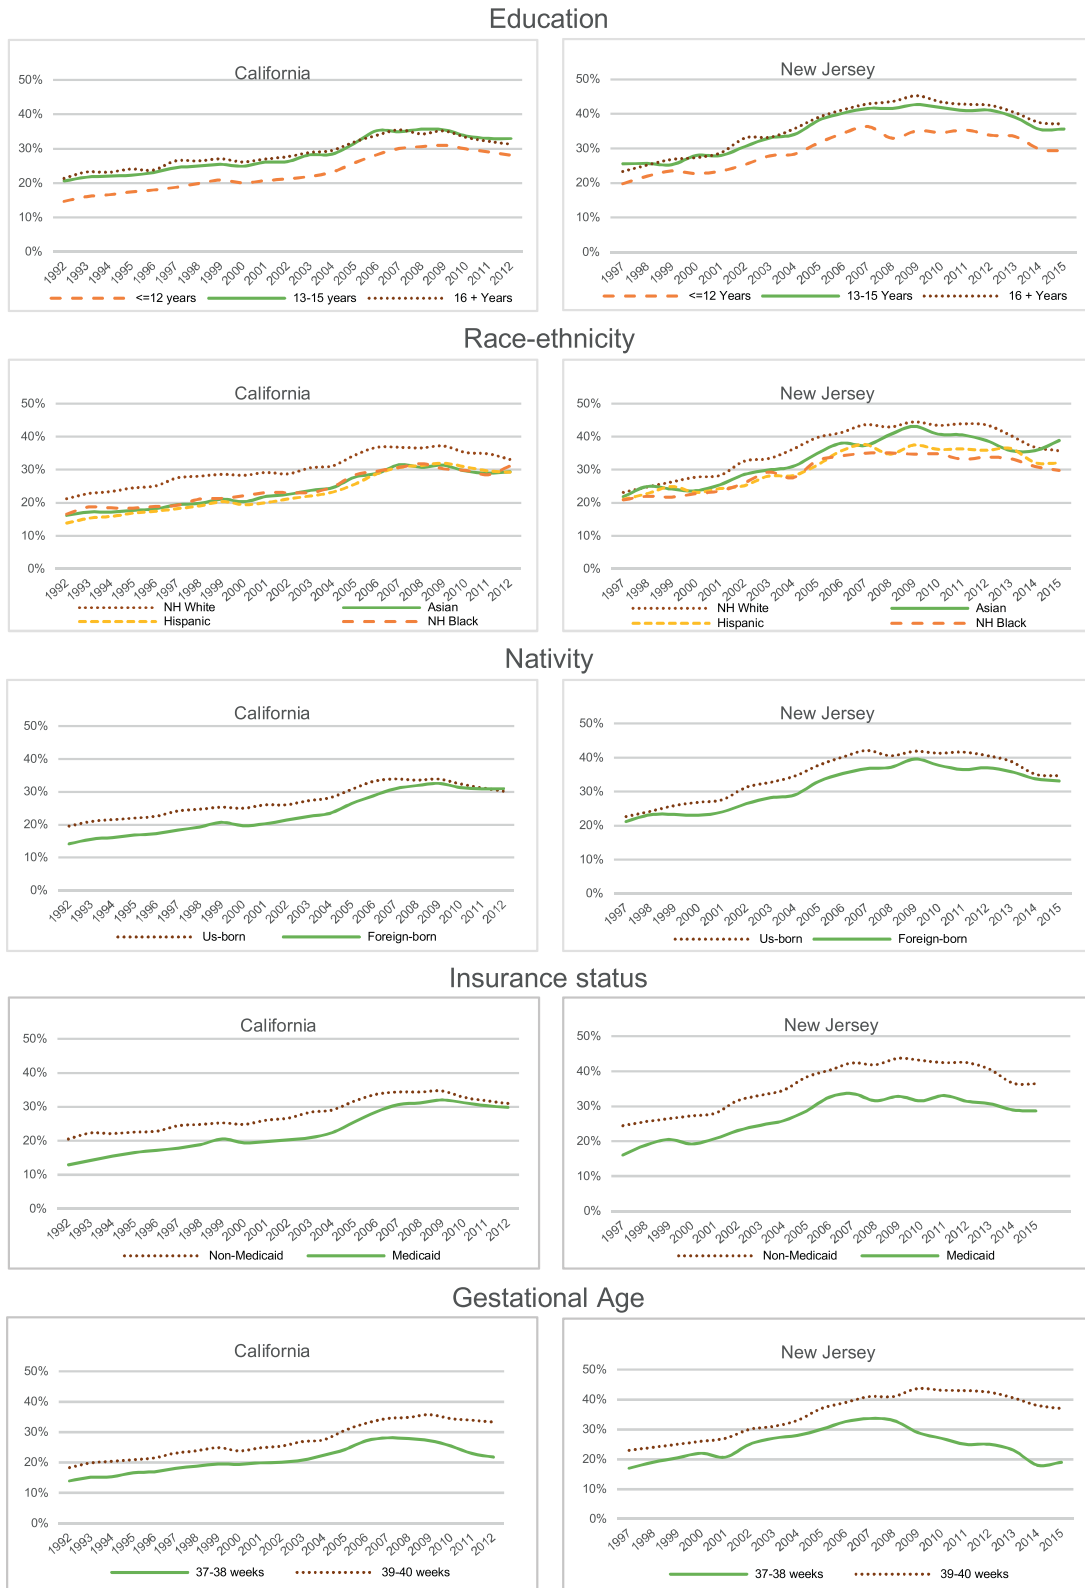 Education
California
50%
40%
30%
20%
10%
0%
1992 1993 1994 1995 1996 1997 1998 1999 2000 2001 2002 2003 2004 2005 2006 2007 2008 2009 2010 2011 2012
<=12 years 13-15 years 16 + Years
New Jersey
50%
40%
30%
20%
10%
0%
1997 1998 1999 2000 2001 2002 2003 2004 2005 2006 2007 2008 2009 2010 2011 2012 2013 2014 2015
<=12 Years 13-15 Years 16 + Years
Race-ethnicity
California
50%
40%
30%
20%
10%
0%
1992 1993 1994 1995 1996 1997 1998 1999 2000 2001 2002 2003 2004 2005 2006 2007 2008 2009 2010 2011 2012
NH White Asian
Hispanic NH Black
New Jersey
50%
40%
30%
20%
10%
0%
1997 1998 1999 2000 2001 2002 2003 2004 2005 2006 2007 2008 2009 2010 2011 2012 2013 2014 2015
NH White Asian
Hispanic NH Black
Nativity
California
50%
40%
30%
20%
10%
0%
1992 1993 1994 1995 1996 1997 1998 1999 2000 2001 2002 2003 2004 2005 2006 2007 2008 2009 2010 2011 2012
Us-born Foreign-born
New Jersey
50%
40%
30%
20%
10%
0%
1997 1998 1999 2000 2001 2002 2003 2004 2005 2006 2007 2008 2009 2010 2011 2012 2013 2014 2015
Us-born Foreign-born
Insurance status
California
50%
40%
30%
20%
10%
0%
1992 1993 1994 1995 1996 1997 1998 1999 2000 2001 2002 2003 2004 2005 2006 2007 2008 2009 2010 2011 2012
Non-Medicaid Medicaid
New Jersey
50%
40%
30%
20%
10%
0%
1997 1998 1999 2000 2001 2002 2003 2004 2005 2006 2007 2008 2009 2010 2011 2012 2013 2014 2015
Non-Medicaid Medicaid
Gestational Age
California
50%
40%
30%
20%
10%
0%
1992 1993 1994 1995 1996 1997 1998 1999 2000 2001 2002 2003 2004 2005 2006 2007 2008 2009 2010 2011 2012
37-38 weeks 39-40 weeks
New Jersey
50%
40%
30%
20%
10%
0%
1997 1998 1999 2000 2001 2002 2003 2004 2005 2006 2007 2008 2009 2010 2011 2012 2013 2014 2015
37-38 weeks 39-40 weeks